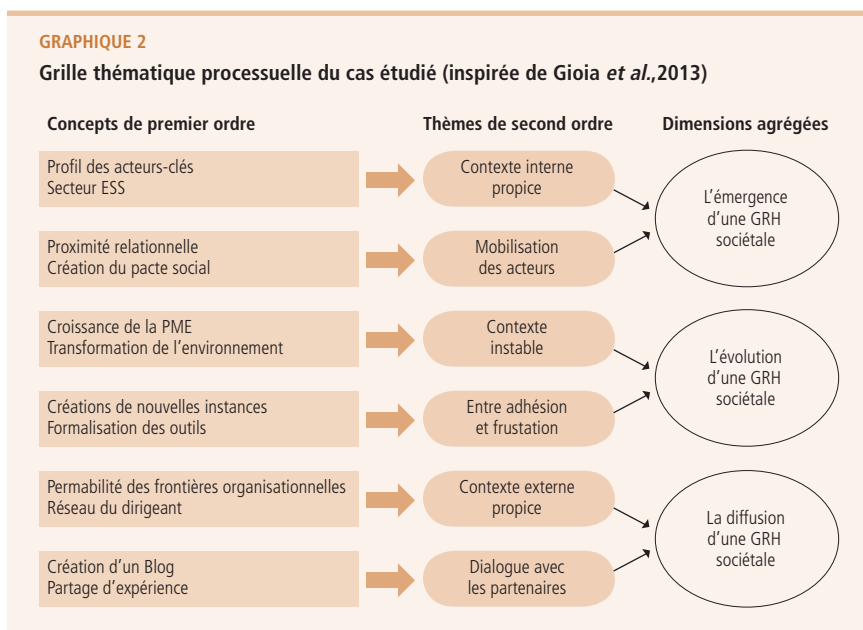 GRAPHIQUE 2
Grille thématique processuelle du cas étudié (inspirée de Gioia et al.,2013)
Concepts de premier ordre
Thèmes de second ordre
Dimensions agrégées
Profil des acteurs-clés
Secteur ESS
Contexte interne
propice
Proximité relationnelle
Création du pacte social
Mobilisation
des acteurs
L'émergence
d'une GRH
sociétale
Croissance de la PME
Transformation de l'environnement
Contexte
instable
Créations de nouvelles instances
Formalisation des outils
Entre adhésion
et frustation
L'évolution
d'une GRH
sociétale
Permabilité des frontières organisationnelles
Réseau du dirigeant
Contexte externe
propice
Création d'un Blog
Partage d'expérience
Dialogue avec
les partenaires
La diffusion
d'une GRH
sociétale